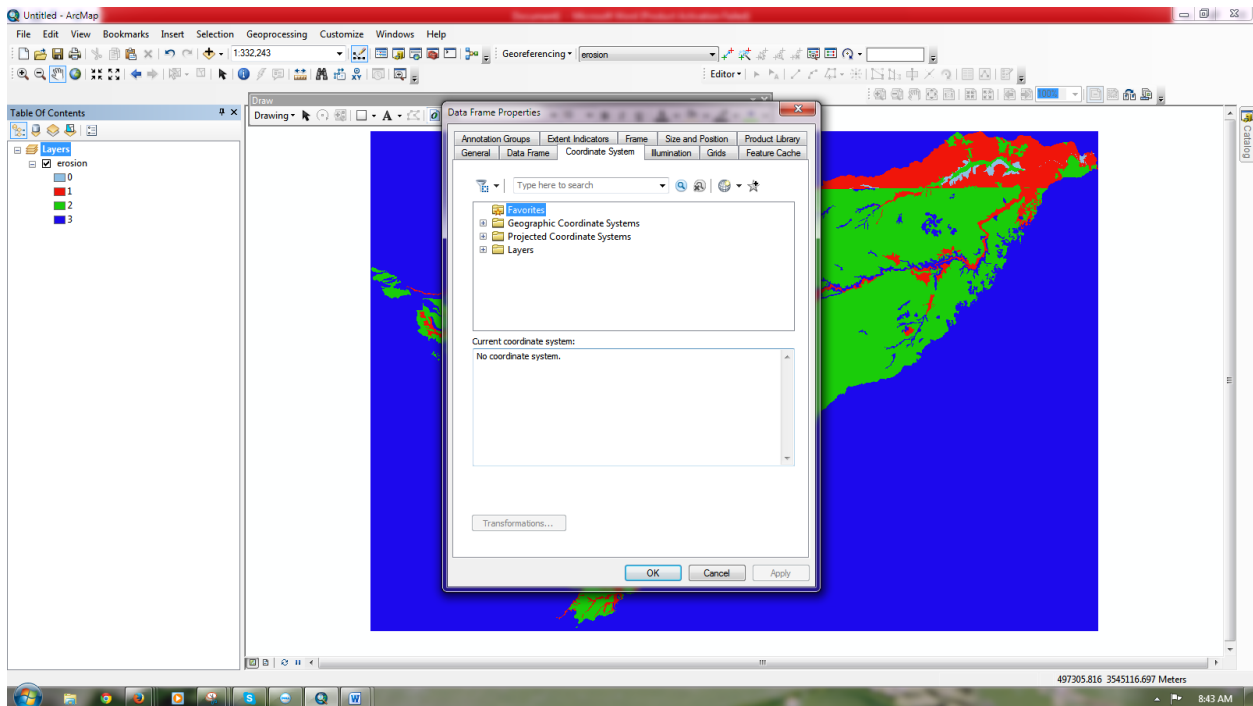 Untitled - ArcMap
File Edit View Bookmarks Insert Selection Geoprocessing Customize Windows Help
1:332,243
Georeferencing
erosion
Editor
100%
Table Of Contents
Layers
erosion
0
1
2
3
Draw
Drawing
A
Data Frame Properties
Annotation Groups Extent Indicators Frame Size and Position Product Library
General Data Frame Coordinate System Illumination Grids Feature Cache
Type here to search
Favorites
Geographic Coordinate Systems
Projected Coordinate Systems
Layers
Current coordinate system:
No coordinate system.
Transformations...
OK Cancel Apply
Catalog
497305.816 3545116.697 Meters
8:43 AM